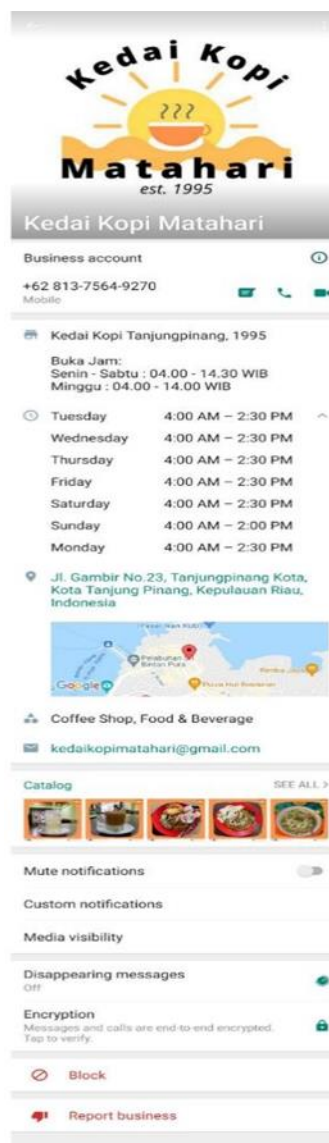 Kedai Kopi
Matahari
est. 1995
Kedai Kopi Matahari
Business account
+62 813-7564-9270
Mobile
Kedai Kopi Tanjungpinang, 1995
Buka Jam:
Senin - Sabtu : 04.00 - 14.30 WIB
Minggu : 04.00 - 14.00 WIB
Tuesday 4:00 AM – 2:30 PM
Wednesday 4:00 AM – 2:30 PM
Thursday 4:00 AM – 2:30 PM
Friday 4:00 AM – 2:30 PM
Saturday 4:00 AM – 2:30 PM
Sunday 4:00 AM – 2:00 PM
Monday 4:00 AM – 2:30 PM
Jl. Gambir No.23, Tanjungpinang Kota,
Kota Tanjung Pinang, Kepulauan Riau,
Indonesia
Pelabuhan
Bintan Pura
Google
Pizza Hut
Coffee Shop, Food & Beverage
kedaikopimatahari@gmail.com
Catalog SEE ALL
Mute notifications
Custom notifications
Media visibility
Disappearing messages
Off
Encryption
Messages and calls are end-to-end encrypted.
Tap to verify.
Block
Report business